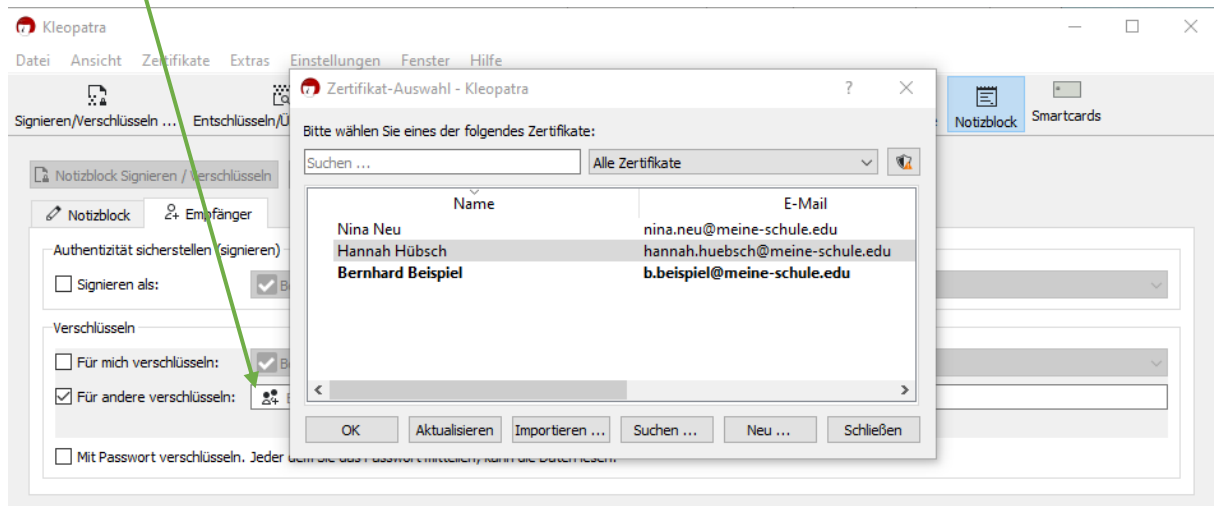 Kleopatra
Datei Ansicht Zertifikate Extras Einstellungen Fenster Hilfe
Signieren/Verschlüsseln ... Entschlüsseln/Ü
Notizblock
Smartcards
Notizblock Signieren / Verschlüsseln
Notizblock
Empfänger
Authentizität sicherstellen (signieren)
Signieren als:
Verschlüsseln
Für mich verschlüsseln:
Für andere verschlüsseln:
Mit Passwort verschlüsseln. Jeder dem Sie das Passwort mitteilen, kann die Daten lesen.
Zertifikat-Auswahl - Kleopatra
Bitte wählen Sie eines der folgendes Zertifikate:
Suchen ...
Alle Zertifikate
Name E-Mail
Nina Neu nina.neu@meine-schule.edu
Hannah Hübsch hannah.huebsch@meine-schule.edu
Bernhard Beispiel b.beispiel@meine-schule.edu
OK Aktualisieren Importieren ... Suchen ... Neu ... Schließen